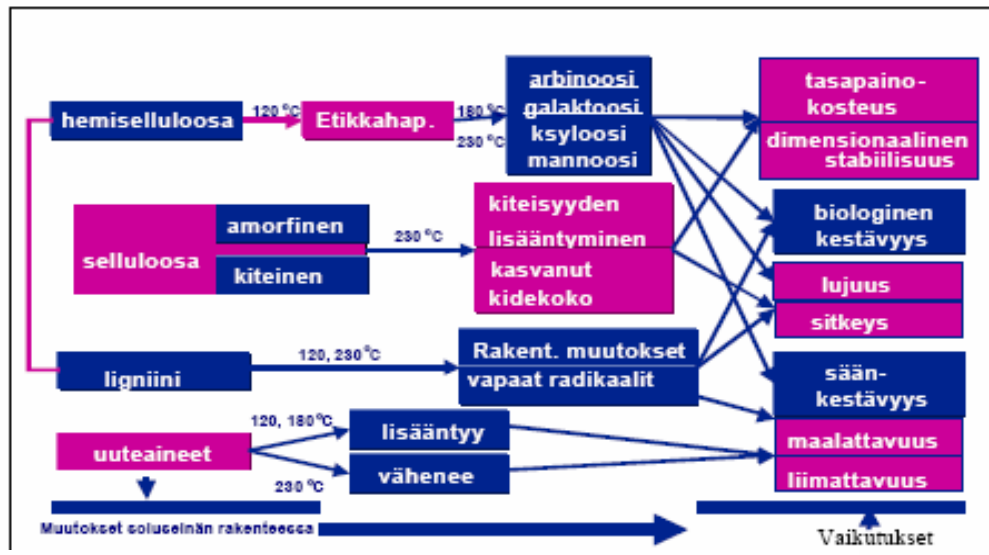 hemiselluloosa
120 °C
Etikkahap.
180 °C
230 °C
arbinoosi
galaktoosi
ksyloosi
mannoosi
tasapaino-
kosteus
dimensionaalinen
stabiilisuus
selluloosa
amorfinen
kiteinen
230 °C
kiteisyyden
lisääntyminen
kasvanut
kidekoko
biologinen
kestävyys
lujuus
sitkeys
ligniini
120, 230 °C
Rakent. muutokset
vapaat radikaalit
sään-
kestävyys
uuteaineet
120, 180 °C
lisääntyy
230 °C
vähenee
maalattavuus
liimattavuus
Muutokset soluseinän rakenteessa
Vaikutukset